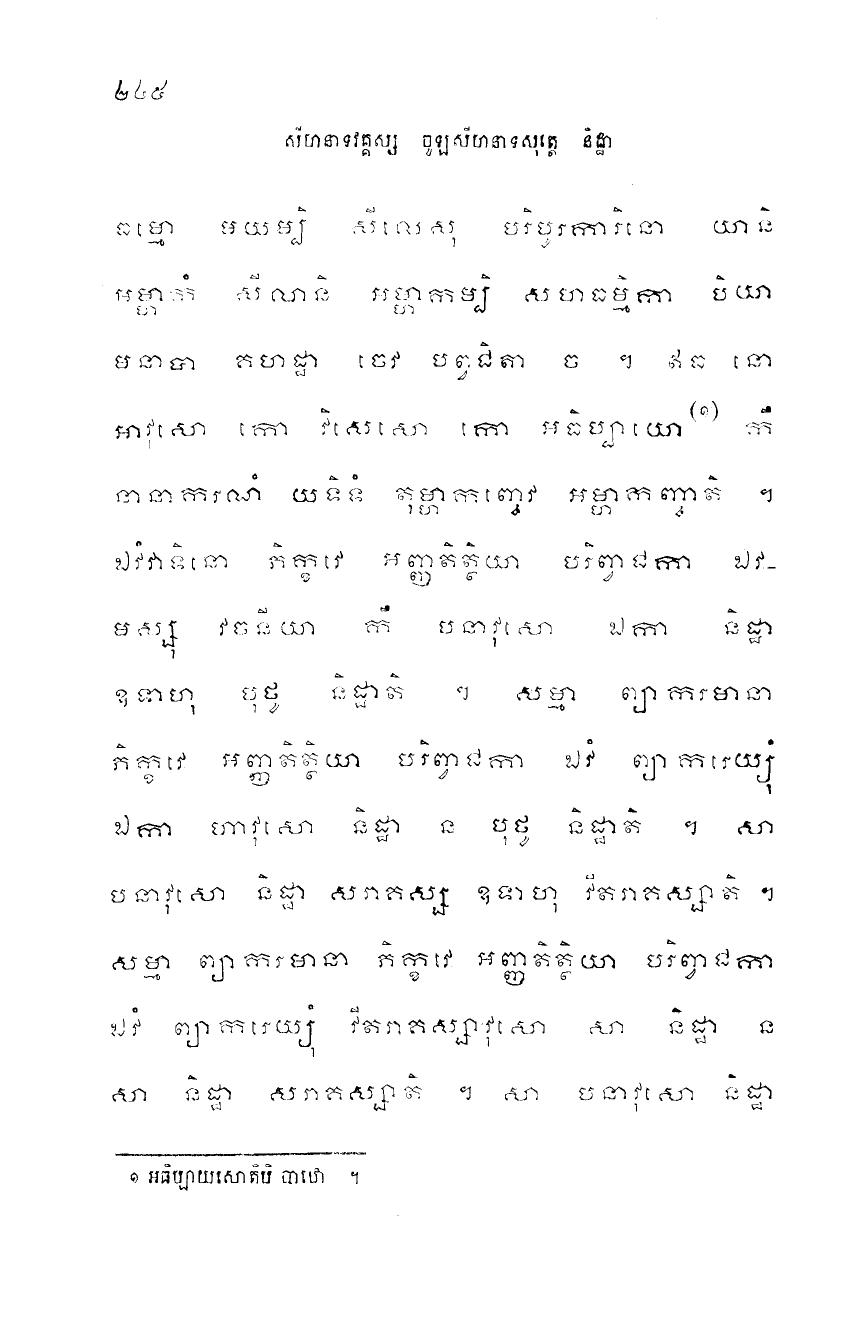 ២៤៩
សីហនាទវគ្គស្ស ចូឡសីហនាទសុត្តេ និដ្ឋា
ធម្មោ អយម្បិ សីលេសុ បរិបូរការិនោ យានិ
អម្ហាកំ សីលានិ អម្ហាកម្បិ សហធម្មិកា បិយា
មនាបា គហដ្ឋា ចេវ បព្វជិតា ច ។ ឥធ នោ
អាវុសោ កោ វិសេសោ កោ អធិប្បាយោ(១) កឹ
នានាករណំ យទិទំ តុម្ហាកញ្ចេវ អម្ហាកញ្ចាតិ ។
ឯវំវាទិនោ ភិក្ខវេ អញ្ញតិត្ថិយា បរិព្វាជកា ឯវ-
មស្សុ វចនីយា កឹ បនាវុសោ ឯកា និដ្ឋា
ឧទាហុ បុថូ និដ្ឋាតិ ។ សម្មា ព្យាករមានា
ភិក្ខវេ អញ្ញតិត្ថិយា បរិព្វាជកា ឯវំ ព្យាករេយ្យុំ
ឯកា ហាវុសោ និដ្ឋា ន បុថូ និដ្ឋាតិ ។ សា
បនាវុសោ និដ្ឋា សរាគស្ស ឧទាហុ វីតរាគស្សាតិ ។
សម្មា ព្យាករមានា ភិក្ខវេ អញ្ញតិត្ថិយា បរិព្វាជកា
ឯវំ ព្យាករេយ្យុំ វីតរាគស្សាវុសោ សា និដ្ឋា ន
សា និដ្ឋា សរាគស្សាតិ ។ សា បនាវុសោ និដ្ឋា
១ អធិប្បាយសោតិបិ បាឋោ ។